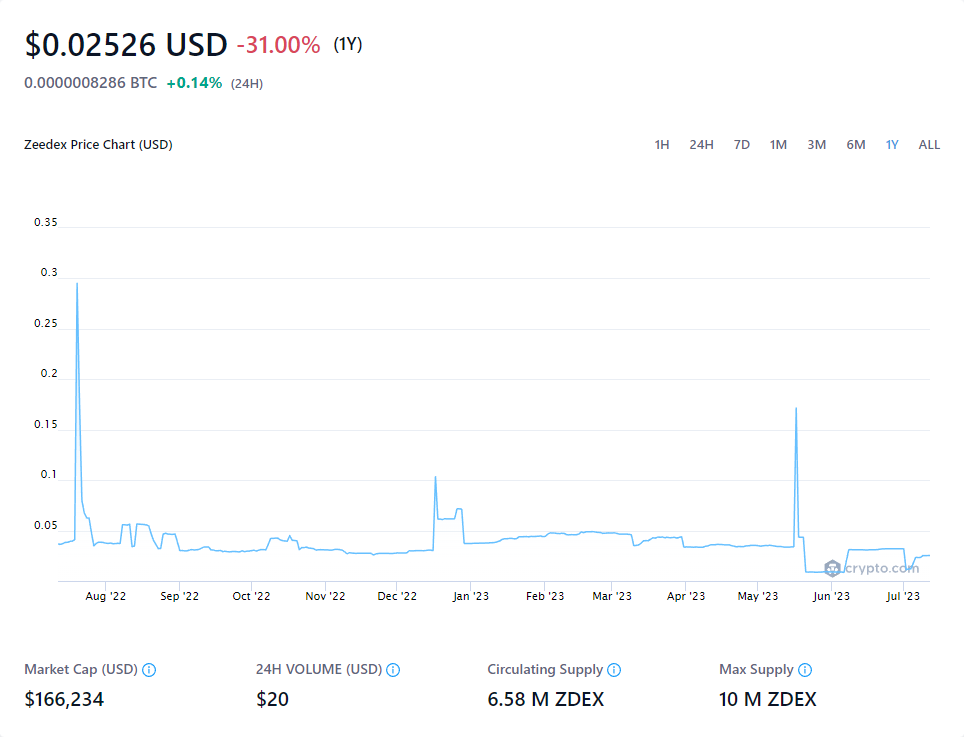 $0.02526 USD -31.00% (1Y)
0.0000008286 BTC +0.14% (24H)
Zeedex Price Chart (USD) 1H 24H 7D 1M 3M 6M 1Y ALL
0.35
0.3
0.25
0.2
0.15
0.1
0.05
crypto.com
Aug '22 Sep '22 Oct '22 Nov '22 Dec '22 Jan '23 Feb '23 Mar '23 Apr '23 May '23 Jun '23 Jul '23
Market Cap (USD) 24H VOLUME (USD) Circulating Supply Max Supply
$166,234 $20 6.58 M ZDEX 10 M ZDEX